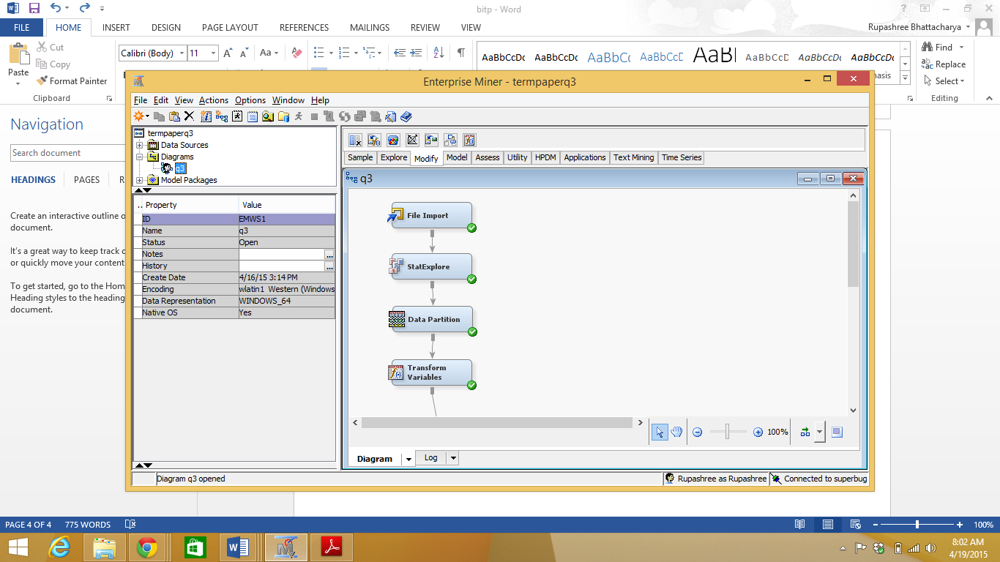 bitp - Word
FILE HOME INSERT DESIGN PAGE LAYOUT REFERENCES MAILINGS REVIEW VIEW
Rupashree Bhattacharya
Paste
Cut
Copy
Format Painter
Clipboard
Calibri (Body) 11
Aa
AaBbCcDc AaBbCcDc AaBbCc AaBbCcD AaB AaBbCcD AaBbCcDc AaBbCcDc
Find
Replace
Select
Editing
Navigation
Search document
HEADINGS PAGES R
Create an interactive outline o
document.
It's a great way to keep track o
or quickly move your content
To get started, go to the Hom
Heading styles to the heading
document.
Enterprise Miner - termpaperq3
File Edit View Actions Options Window Help
termpaperq3
Data Sources
Diagrams
q3
Model Packages
.. Property Value
ID EMWS1
Name q3
Status Open
Notes ...
History ...
Create Date 4/16/15 3:14 PM
Encoding wlatin1 Western (Windows
Data Representation WINDOWS_64
Native OS Yes
Sample Explore Modify Model Assess Utility HPDM Applications Text Mining Time Series
q3
File Import
StatExplore
Data Partition
Transform
Variables
100%
Diagram Log
Diagram q3 opened
Rupashree as Rupashree Connected to superbug
PAGE 4 OF 4 775 WORDS
100%
8:02 AM
4/19/2015